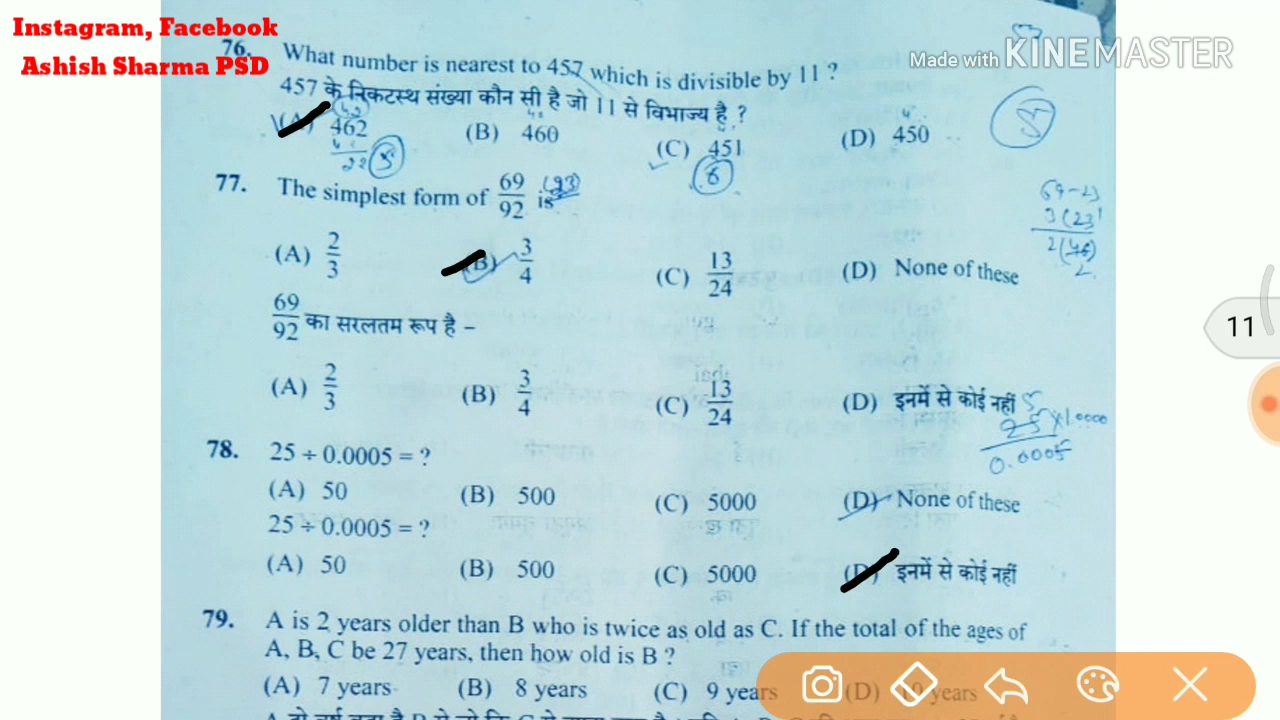 Instagram, Facebook
Ashish Sharma PSD
Made with KINEMASTER
76. What number is nearest to 457 which is divisible by 11 ?
457 के निकटस्थ संख्या कौन सी है जो 11 से विभाज्य है ?
(A) 462 (B) 460 (C) 451 (D) 450
77. The simplest form of 69/92 is
(A) 2/3 (B) 3/4 (C) 13/24 (D) None of these
69/92 का सरलतम रूप है –
(A) 2/3 (B) 3/4 (C) 13/24 (D) इनमें से कोई नहीं
78. 25 ÷ 0.0005 = ?
(A) 50 (B) 500 (C) 5000 (D) None of these
25 ÷ 0.0005 = ?
(A) 50 (B) 500 (C) 5000 (D) इनमें से कोई नहीं
79. A is 2 years older than B who is twice as old as C. If the total of the ages of
A, B, C be 27 years, then how old is B ?
(A) 7 years (B) 8 years (C) 9 years (D) 10 years
11